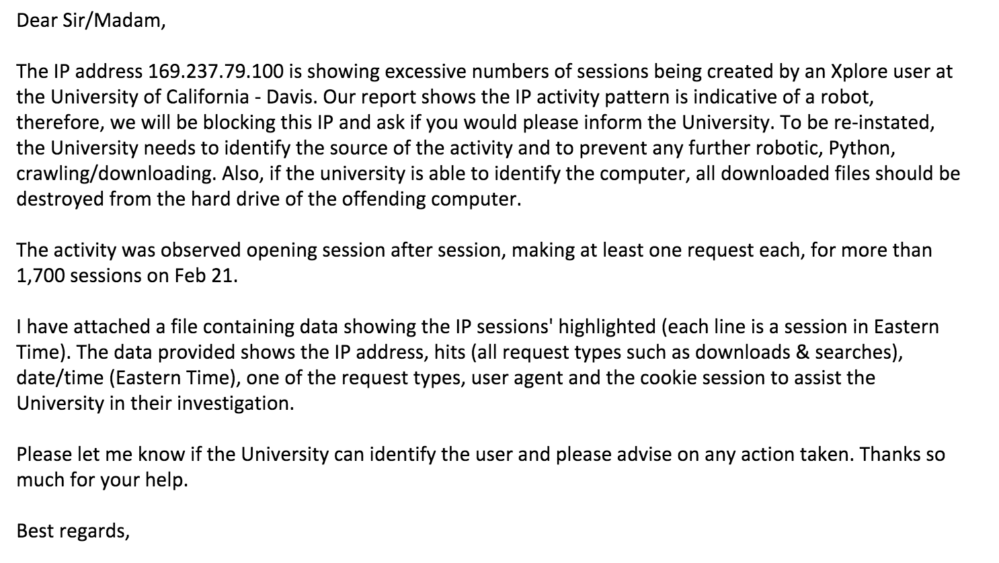 Dear Sir/Madam,
The IP address 169.237.79.100 is showing excessive numbers of sessions being created by an Xplore user at
the University of California - Davis. Our report shows the IP activity pattern is indicative of a robot,
therefore, we will be blocking this IP and ask if you would please inform the University. To be re-instated,
the University needs to identify the source of the activity and to prevent any further robotic, Python,
crawling/downloading. Also, if the university is able to identify the computer, all downloaded files should be
destroyed from the hard drive of the offending computer.
The activity was observed opening session after session, making at least one request each, for more than
1,700 sessions on Feb 21.
I have attached a file containing data showing the IP sessions' highlighted (each line is a session in Eastern
Time). The data provided shows the IP address, hits (all request types such as downloads & searches),
date/time (Eastern Time), one of the request types, user agent and the cookie session to assist the
University in their investigation.
Please let me know if the University can identify the user and please advise on any action taken. Thanks so
much for your help.
Best regards,